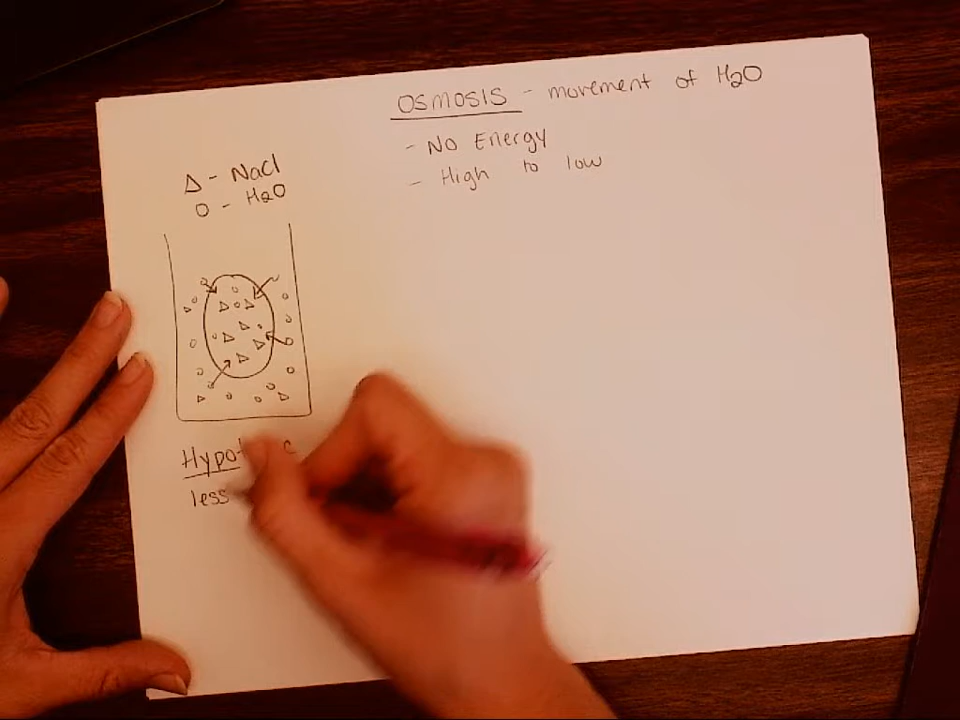 OSMOSIS - movement of H2O
- No Energy
- High to low
Δ - NaCl
O - H2O
less